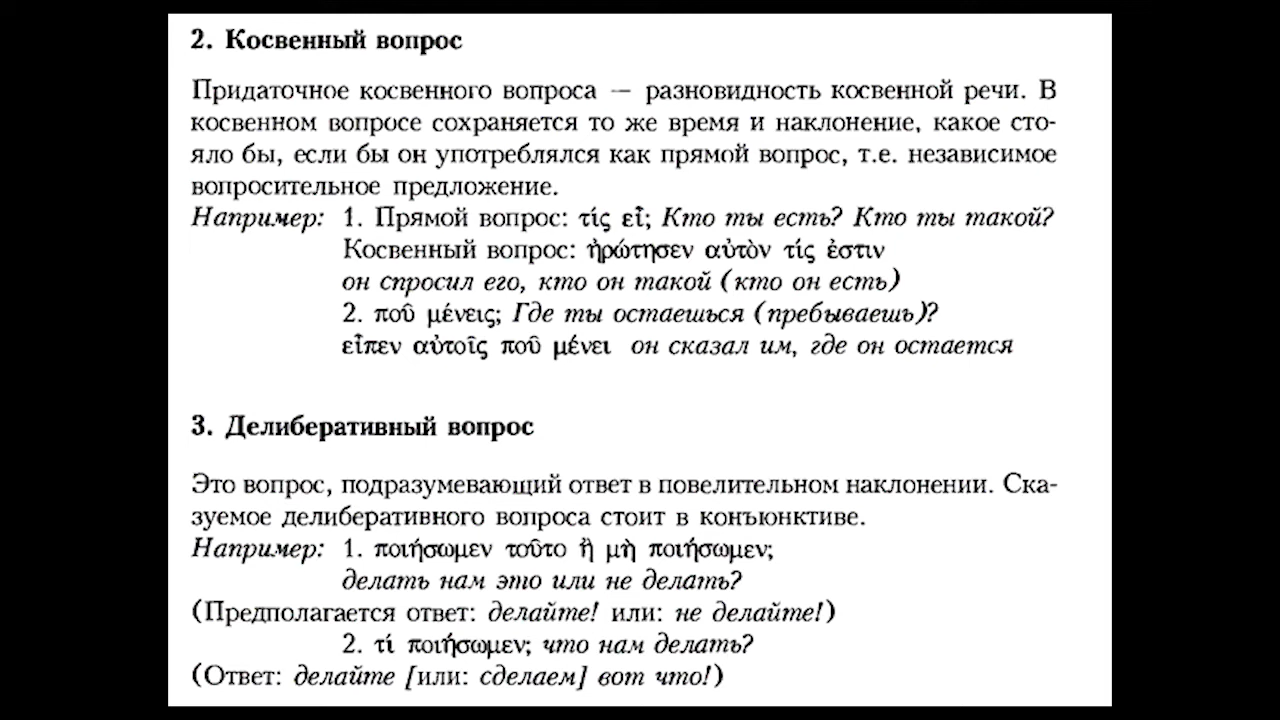 2. Косвенный вопрос
Придаточное косвенного вопроса — разновидность косвенной речи. В
косвенном вопросе сохраняется то же время и наклонение, какое сто-
яло бы, если бы он употреблялся как прямой вопрос, т.е. независимое
вопросительное предложение.
Например: 1. Прямой вопрос: τίς εἶ; Кто ты есть? Кто ты такой?
Косвенный вопрос: ἠρώτησεν αὐτὸν τίς ἐστιν
он спросил его, кто он такой (кто он есть)
2. ποῦ μένεις; Где ты остаешься (пребываешь)?
εἶπεν αὐτοῖς ποῦ μένει он сказал им, где он остается
3. Делиберативный вопрос
Это вопрос, подразумевающий ответ в повелительном наклонении. Ска-
зуемое делиберативного вопроса стоит в конъюнктиве.
Например: 1. ποιήσωμεν τοῦτο ἢ μὴ ποιήσωμεν;
делать нам это или не делать?
(Предполагается ответ: делайте! или: не делайте!)
2. τί ποιήσωμεν; что нам делать?
(Ответ: делайте [или: сделаем] вот что!)